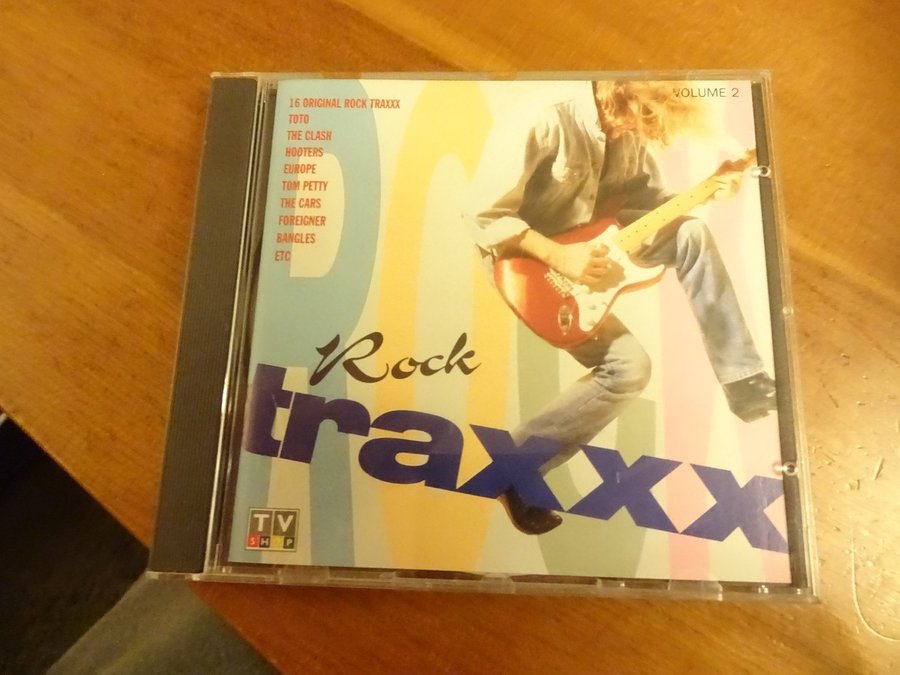 16 ORIGINAL ROCK TRAXXX
TOTO
THE CLASH
HOOTERS
EUROPE
TOM PETTY
THE CARS
FOREIGNER
BANGLES
ETC
VOLUME 2
ROCK
Rock
traxxx
TV
SHOP